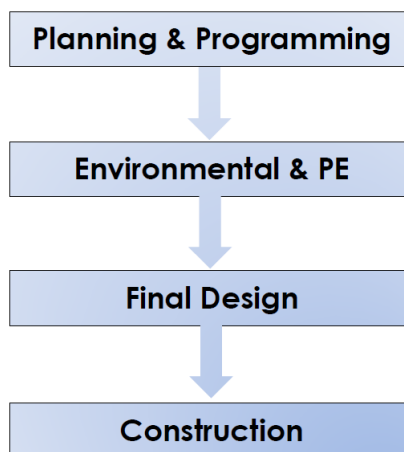 Planning & Programming
Environmental & PE
Final Design
Construction